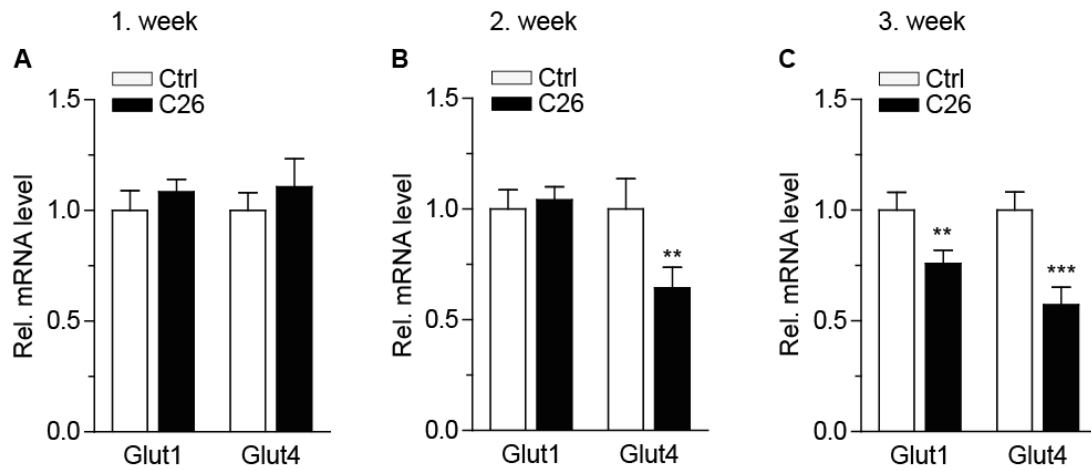 1. week
2. week
3. week
A
Ctrl
C26
1.5
1.0
0.5
0.0
Rel. mRNA level
Glut1
Glut4
B
Ctrl
C26
1.5
1.0
0.5
0.0
Rel. mRNA level
**
Glut1
Glut4
C
Ctrl
C26
1.5
1.0
0.5
0.0
Rel. mRNA level
**
***
Glut1
Glut4